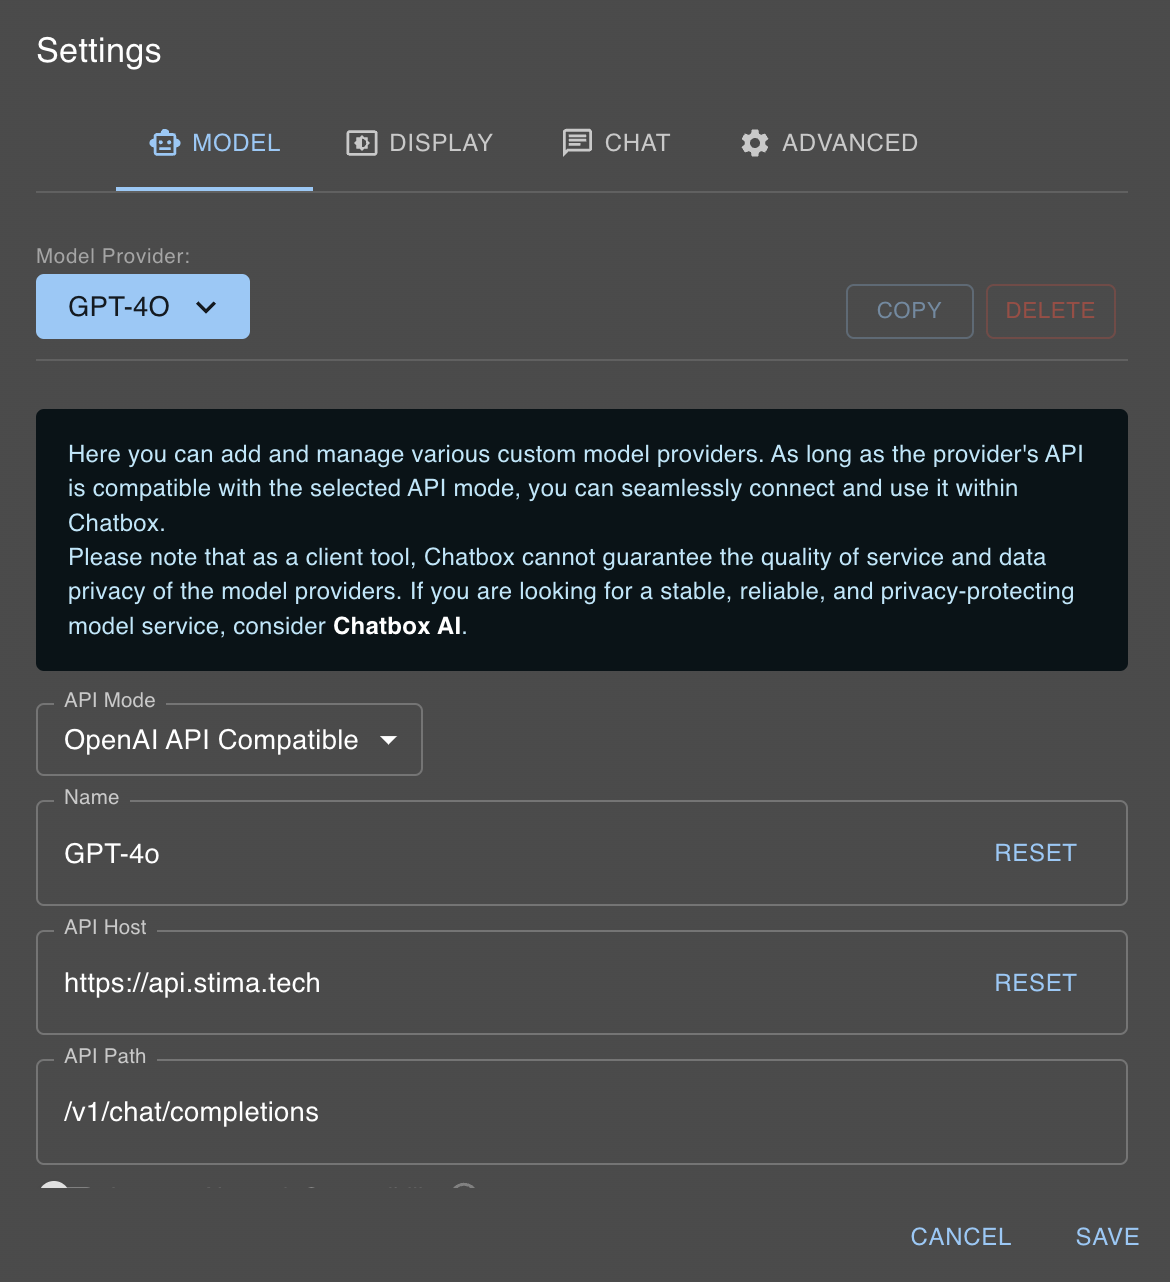 Settings
MODEL
DISPLAY
CHAT
ADVANCED
Model Provider:
GPT-4O
COPY
DELETE
Here you can add and manage various custom model providers. As long as the provider's API
is compatible with the selected API mode, you can seamlessly connect and use it within
Chatbox.
Please note that as a client tool, Chatbox cannot guarantee the quality of service and data
privacy of the model providers. If you are looking for a stable, reliable, and privacy-protecting
model service, consider Chatbox AI.
API Mode
OpenAI API Compatible
Name
GPT-4o
RESET
API Host
https://api.stima.tech
RESET
API Path
/v1/chat/completions
CANCEL
SAVE